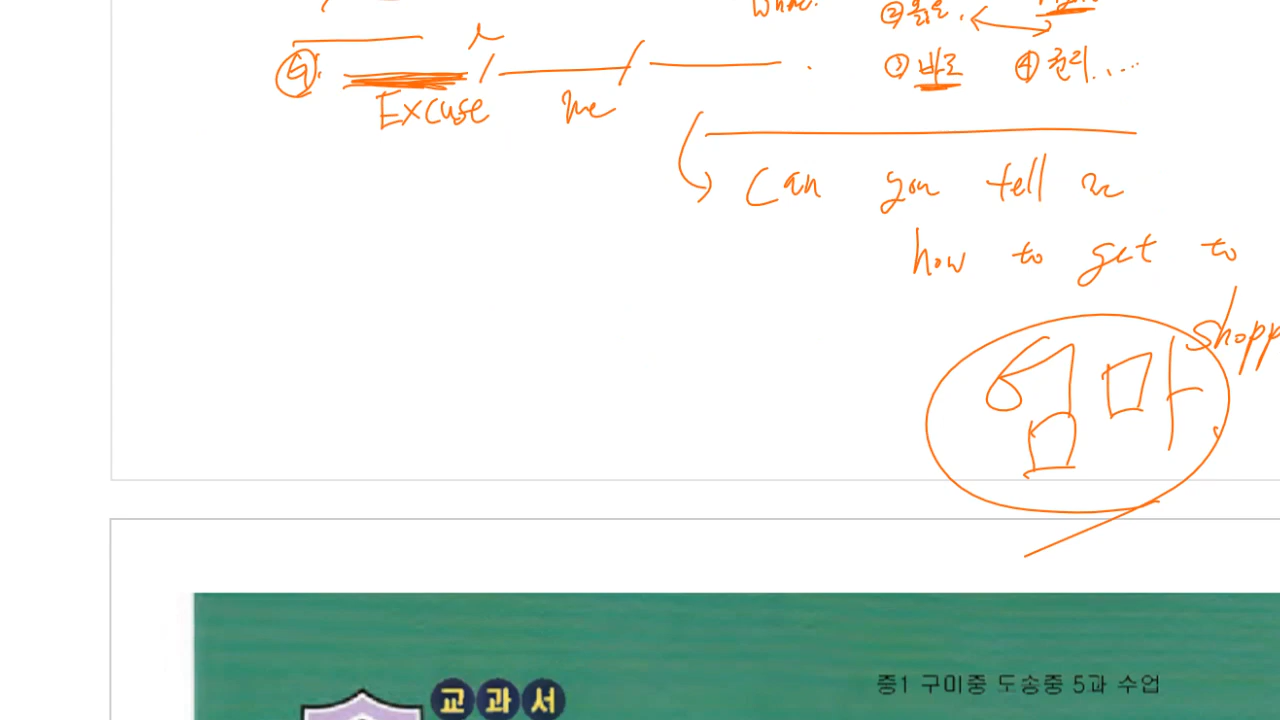 ② 옳은.
③ 바로 ④ 권리.....
Excuse me
Can you tell me
how to get to
shopp
엄마
교과서
중1 구미중 도송중 5과 수업